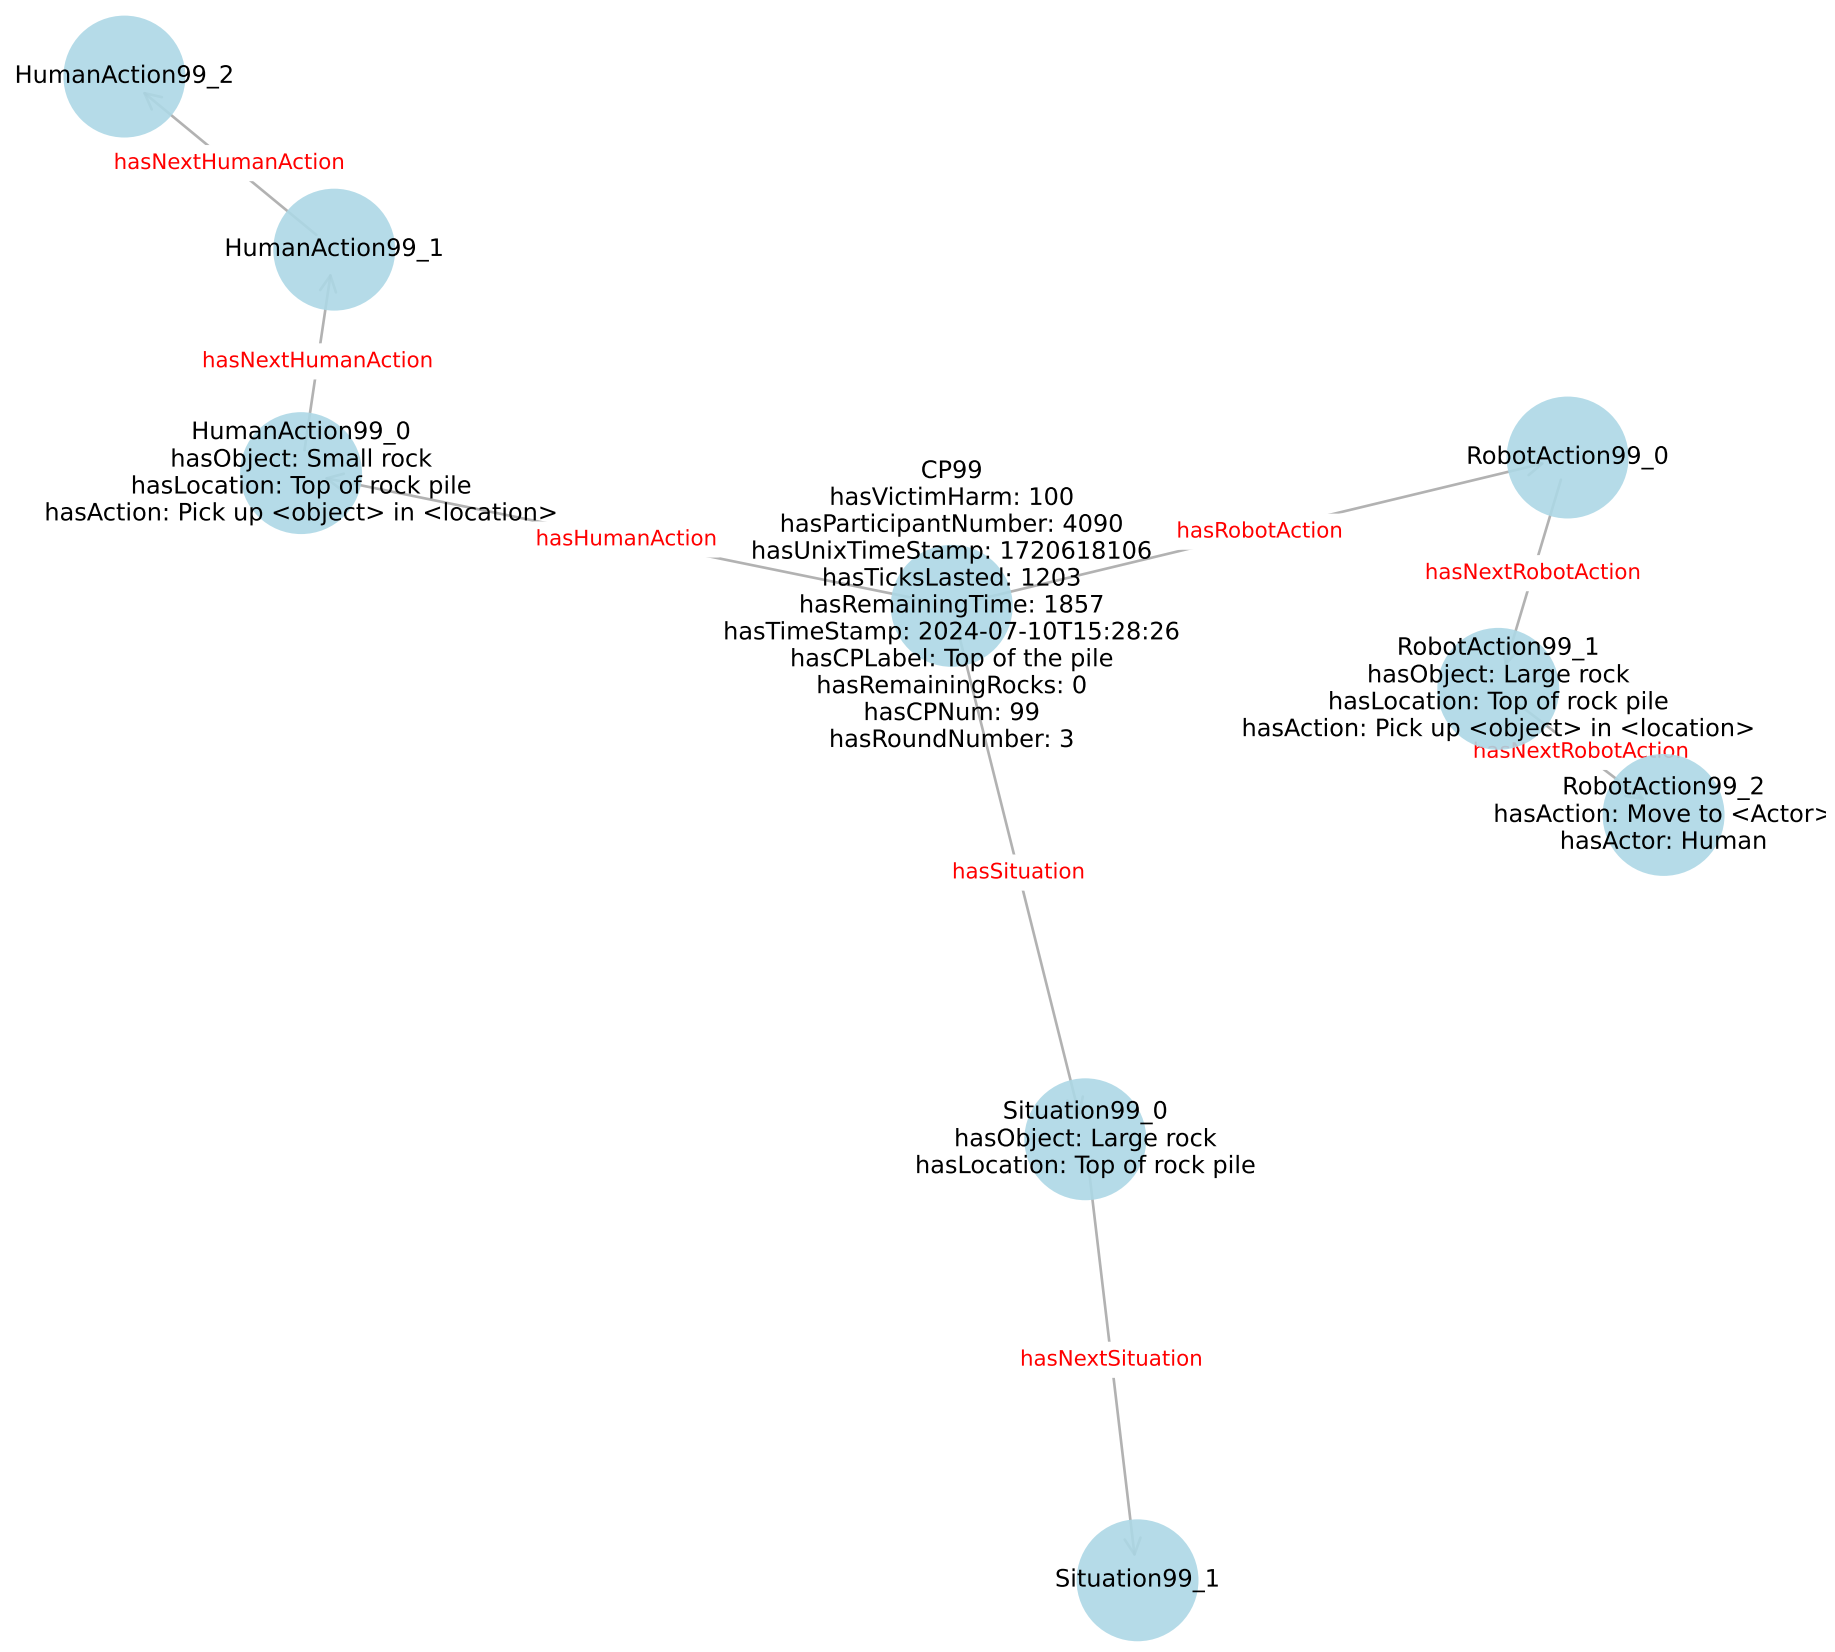 HumanAction99_2
hasNextHumanAction
HumanAction99_1
hasNextHumanAction
HumanAction99_0
hasObject: Small rock
hasLocation: Top of rock pile
hasAction: Pick up <object> in <location>
hasHumanAction
CP99
hasVictimHarm: 100
hasParticipantNumber: 4090
hasUnixTimeStamp: 1720618106
hasTicksLasted: 1203
hasRemainingTime: 1857
hasTimeStamp: 2024-07-10T15:28:26
hasCPLabel: Top of the pile
hasRemainingRocks: 0
hasCPNum: 99
hasRoundNumber: 3
hasRobotAction
RobotAction99_0
hasNextRobotAction
RobotAction99_1
hasObject: Large rock
hasLocation: Top of rock pile
hasAction: Pick up <object> in <location>
hasNextRobotAction
RobotAction99_2
hasAction: Move to <Actor>
hasActor: Human
hasSituation
Situation99_0
hasObject: Large rock
hasLocation: Top of rock pile
hasNextSituation
Situation99_1